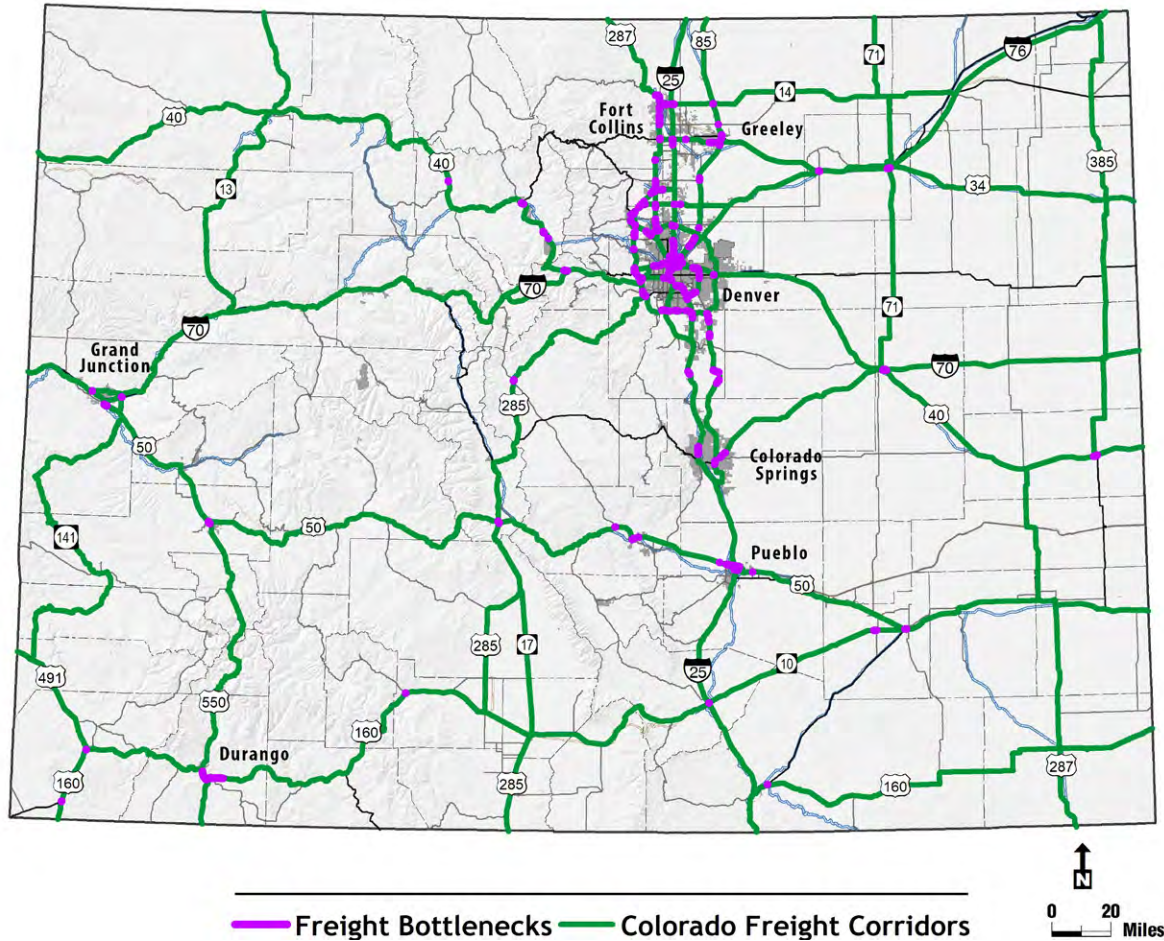 287
85
25
71
76
14
Fort
Collins
Greeley
40
40
385
13
34
70
Denver
71
70
Grand
Junction
70
285
40
50
Colorado
Springs
50
141
Pueblo
50
285
17
10
491
25
550
160
Durango
160
285
160
287
N
Freight Bottlenecks
Colorado Freight Corridors
0 20
Miles